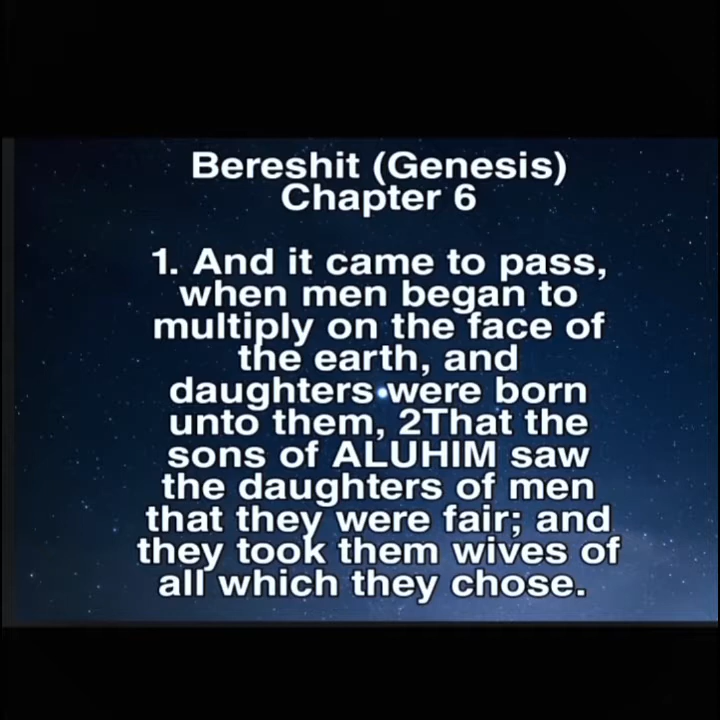 Bereshit (Genesis)
Chapter 6
1. And it came to pass,
when men began to
multiply on the face of
the earth, and
daughters were born
unto them, 2That the
sons of ALUHIM saw
the daughters of men
that they were fair; and
they took them wives of
all which they chose.